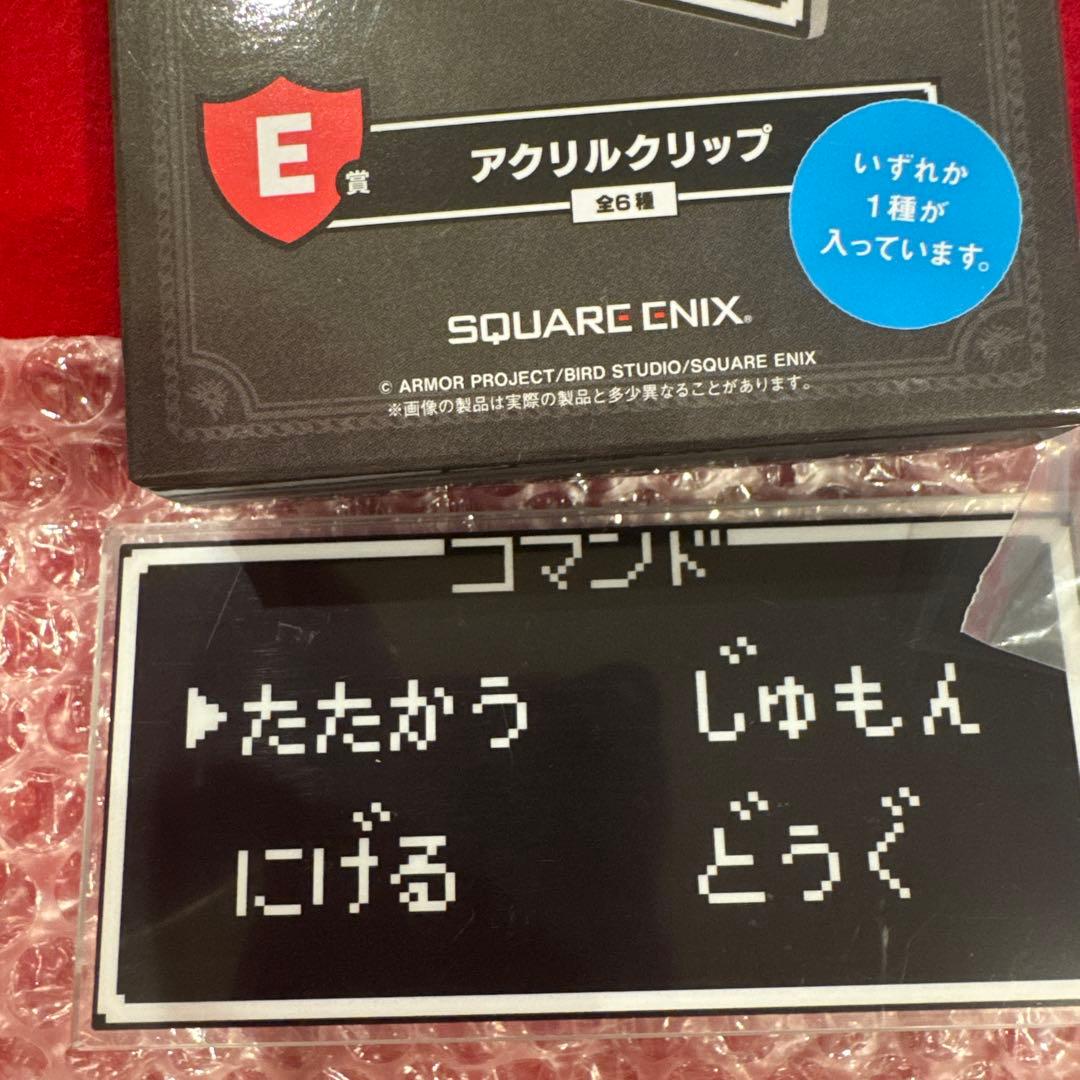 E賞
アクリルクリップ
全6種
いずれか
1種が
入っています。
SQUARE ENIX®
© ARMOR PROJECT/BIRD STUDIO/SQUARE ENIX
※画像の製品は実際の製品と多少異なることがあります。
コマンド
▶たたかう じゅもん
にげる どうぐ